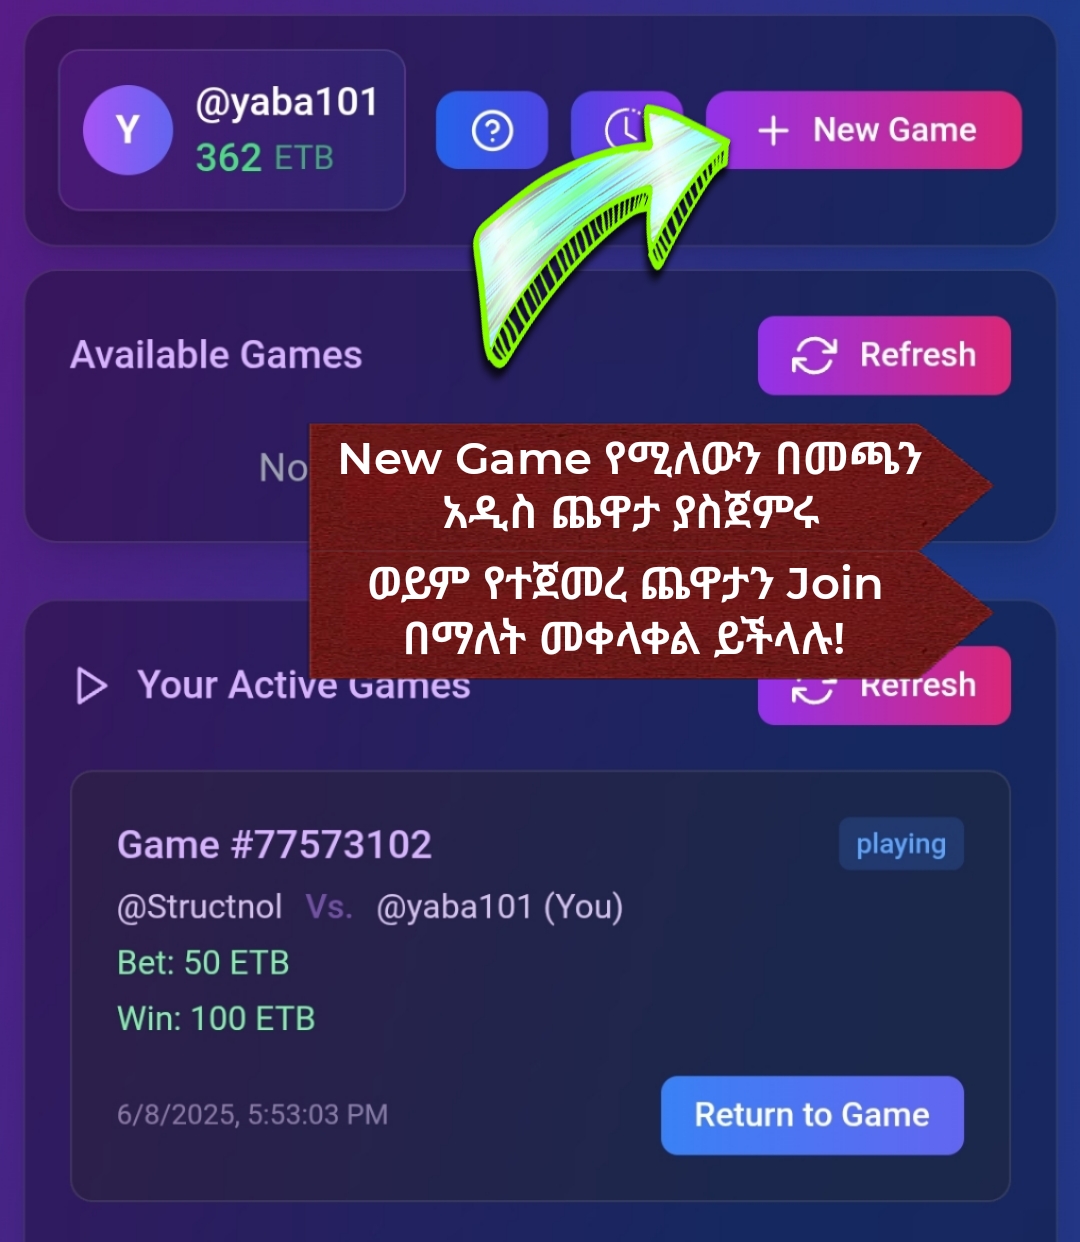 Y
@yaba101
362 ETB
New Game
Available Games
Refresh
No
New Game የሚለውን በመጫን
አዲስ ጨዋታ ያስጀምሩ
ወይም የተጀመረ ጨዋታን Join
በማለት መቀላቀል ይችላሉ!
Your Active Games
Refresh
Game #77573102
playing
@Structnol Vs. @yaba101 (You)
Bet: 50 ETB
Win: 100 ETB
6/8/2025, 5:53:03 PM
Return to Game